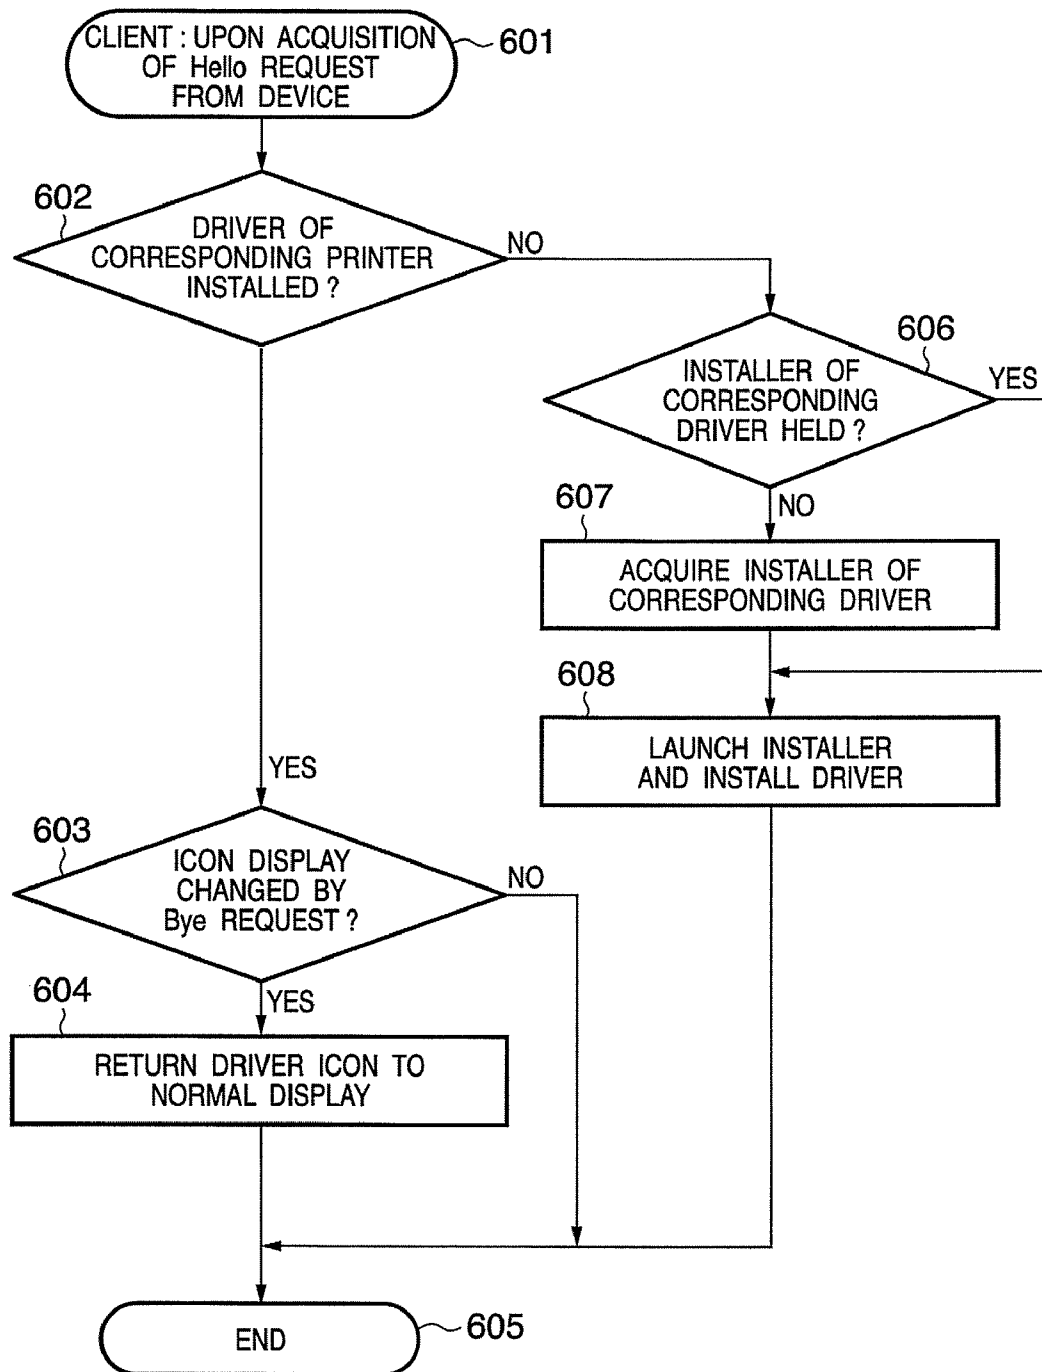 CLIENT : UPON ACQUISITION
OF Hello REQUEST
FROM DEVICE
601
602
DRIVER OF
CORRESPONDING PRINTER
INSTALLED ?
NO
606
INSTALLER OF
CORRESPONDING
DRIVER HELD ?
YES
NO
607
ACQUIRE INSTALLER OF
CORRESPONDING DRIVER
608
LAUNCH INSTALLER
AND INSTALL DRIVER
YES
603
ICON DISPLAY
CHANGED BY
Bye REQUEST ?
NO
YES
604
RETURN DRIVER ICON TO
NORMAL DISPLAY
END
605